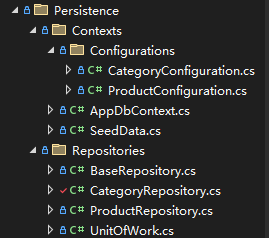 Persistence
Contexts
Configurations
C# CategoryConfiguration.cs
C# ProductConfiguration.cs
C# AppDbContext.cs
C# SeedData.cs
Repositories
C# BaseRepository.cs
C# CategoryRepository.cs
C# ProductRepository.cs
C# UnitOfWork.cs